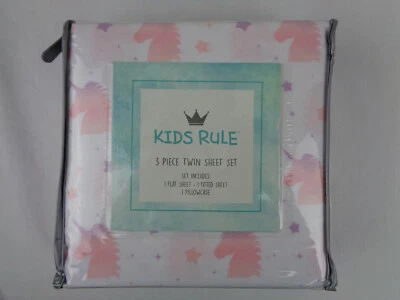 KIDS RULE
3 PIECE TWIN SHEET SET
SET INCLUDES
1 FLAT SHEET - 1 FITTED SHEET
1 PILLOWCASE